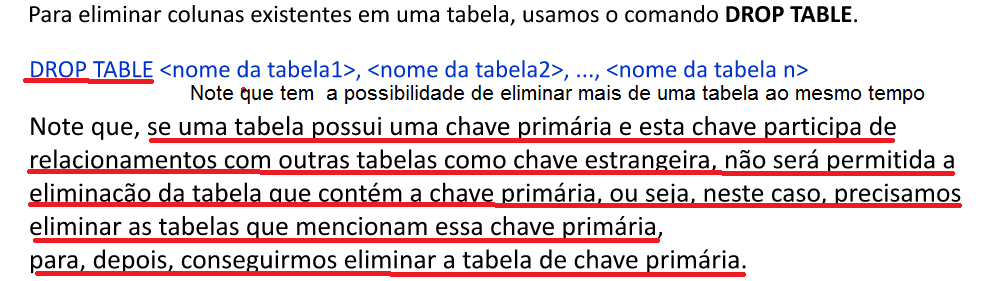 Para eliminar colunas existentes em uma tabela, usamos o comando DROP TABLE.
DROP TABLE <nome da tabela1>, <nome da tabela2>, ..., <nome da tabela n>
Note que tem a possibilidade de eliminar mais de uma tabela ao mesmo tempo
Note que, se uma tabela possui uma chave primária e esta chave participa de
relacionamentos com outras tabelas como chave estrangeira, não será permitida a
eliminação da tabela que contém a chave primária, ou seja, neste caso, precisamos
eliminar as tabelas que mencionam essa chave primária,
para, depois, conseguirmos eliminar a tabela de chave primária.